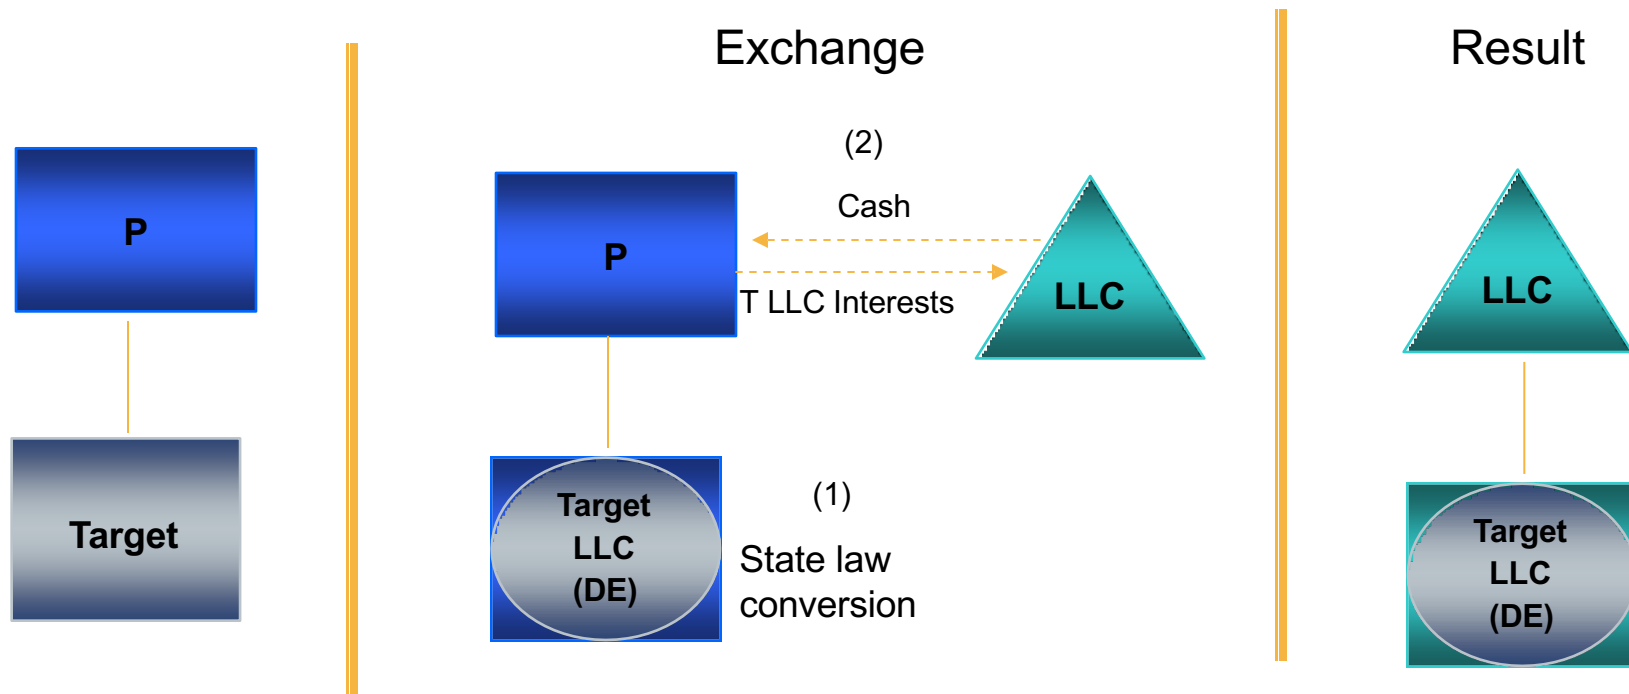 P
Target
Exchange
(2)
Cash
P
T LLC Interests
LLC
Target
LLC
(DE)
(1)
State law
conversion
Result
LLC
Target
LLC
(DE)